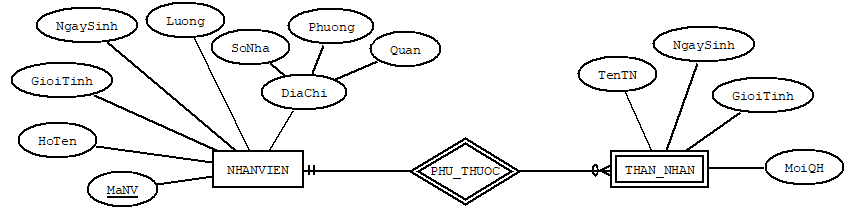 NgaySinh
Luong
SoNha
Phuong
Quan
NgaySinh
GioiTinh
DiaChi
TenTN
GioiTinh
HoTen
MaNV
NHANVIEN
PHU_THUOC
THAN_NHAN
MoiQH